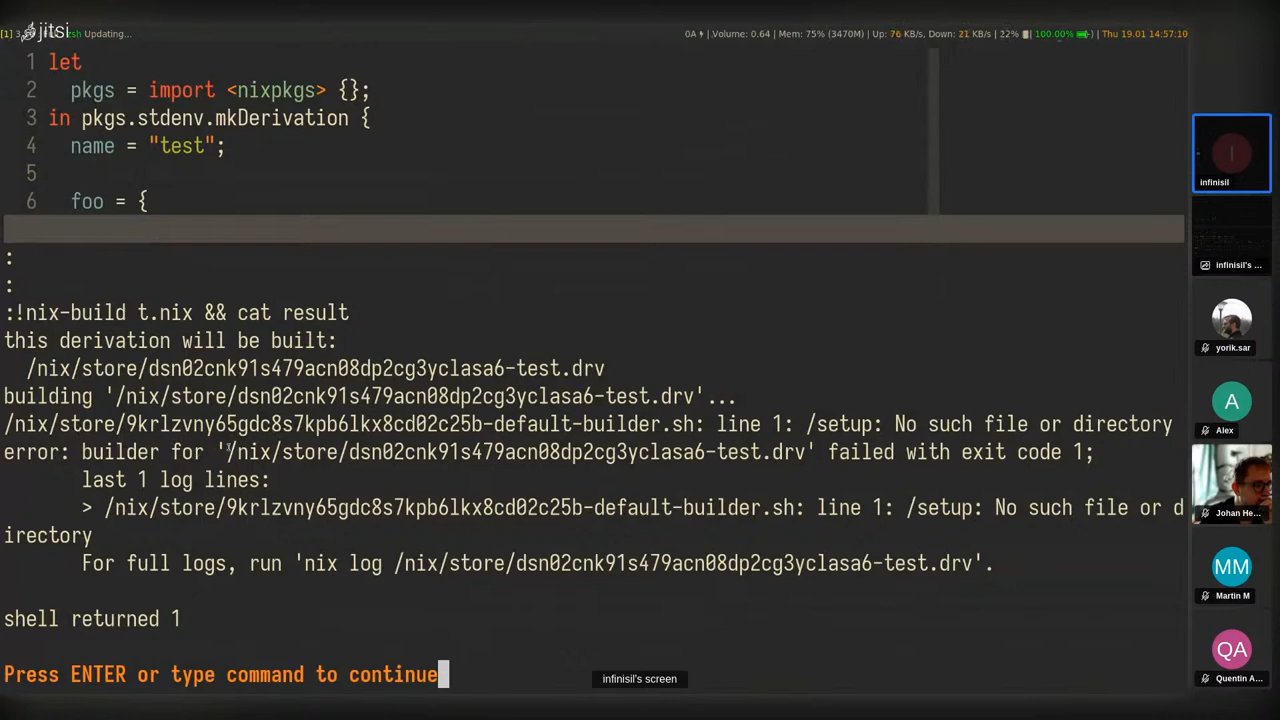 jitsi
[1] zsh Updating...
0A | Volume: 0.64 | Mem: 75% (3470M) | Up: 76 KB/s, Down: 21 KB/s | 22% | 100.00% | Thu 19.01 14:57:10
1 let
2 pkgs = import <nixpkgs> {};
3 in pkgs.stdenv.mkDerivation {
4 name = "test";
5
6 foo = {
:
:
:!nix-build t.nix && cat result
this derivation will be built:
/nix/store/dsn02cnk91s479acn08dp2cg3yclasa6-test.drv
building '/nix/store/dsn02cnk91s479acn08dp2cg3yclasa6-test.drv'...
/nix/store/9krlzvny65gdc8s7kpb6lkx8cd02c25b-default-builder.sh: line 1: /setup: No such file or directory
error: builder for '/nix/store/dsn02cnk91s479acn08dp2cg3yclasa6-test.drv' failed with exit code 1;
last 1 log lines:
> /nix/store/9krlzvny65gdc8s7kpb6lkx8cd02c25b-default-builder.sh: line 1: /setup: No such file or d
irectory
For full logs, run 'nix log /nix/store/dsn02cnk91s479acn08dp2cg3yclasa6-test.drv'.
shell returned 1
Press ENTER or type command to continue
infinisil's screen
infinisil
infinisil's ...
yorik.sar
A
Alex
Johan He...
MM
Martin M
QA
Quentin A...